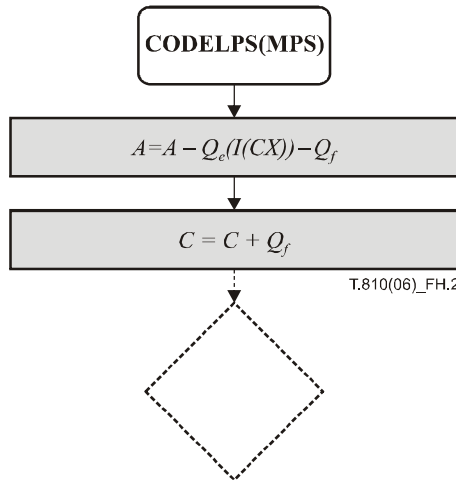 CODELPS(MPS)
A=A – Qe(I(CX)) – Qf
C = C + Qf
T.810(06)_FH.2